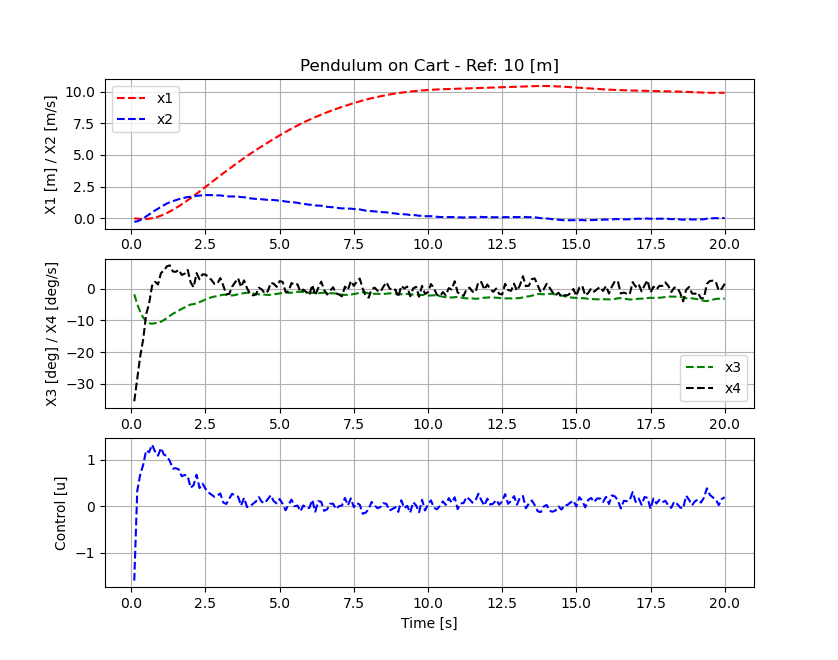 Pendulum on Cart - Ref: 10 [m]
X1 [m] / X2 [m/s]
10.0
7.5
5.0
2.5
0.0
x1
x2
0.0 2.5 5.0 7.5 10.0 12.5 15.0 17.5 20.0
X3 [deg] / X4 [deg/s]
0
−10
−20
−30
x3
x4
0.0 2.5 5.0 7.5 10.0 12.5 15.0 17.5 20.0
Control [u]
1
0
−1
0.0 2.5 5.0 7.5 10.0 12.5 15.0 17.5 20.0
Time [s]